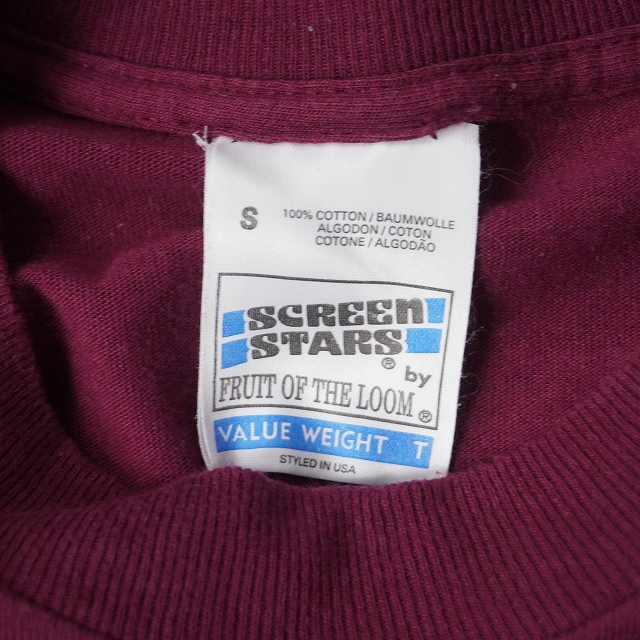 S
100% COTTON / BAUMWOLLE
ALGODON / COTON
COTONE / ALGODÃO
SCREEN
STARS®
by
FRUIT OF THE LOOM®
VALUE WEIGHT T
STYLED IN USA